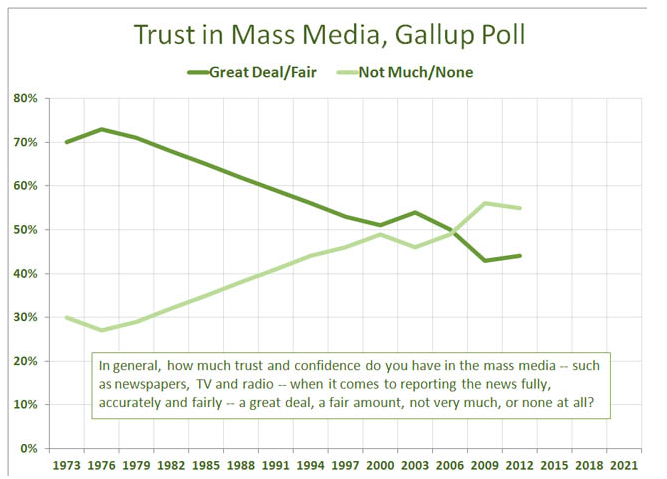 Trust in Mass Media, Gallup Poll
Great Deal/Fair Not Much/None
80%
70%
60%
50%
40%
30%
20%
10%
0%
In general, how much trust and confidence do you have in the mass media -- such
as newspapers, TV and radio -- when it comes to reporting the news fully,
accurately and fairly -- a great deal, a fair amount, not very much, or none at all?
1973 1976 1979 1982 1985 1988 1991 1994 1997 2000 2003 2006 2009 2012 2015 2018 2021